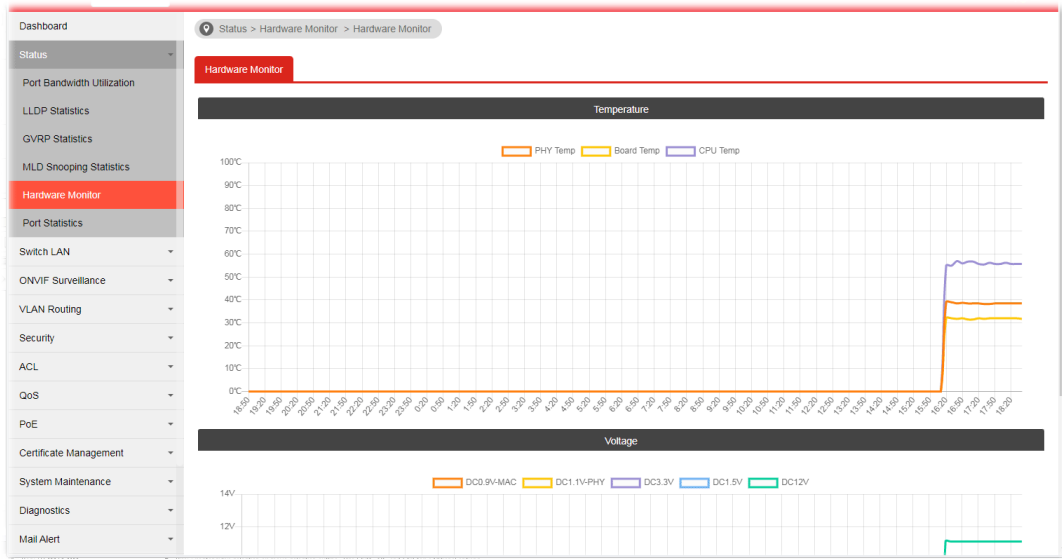 Dashboard
Status
Port Bandwidth Utilization
LLDP Statistics
GVRP Statistics
MLD Snooping Statistics
Hardware Monitor
Port Statistics
Switch LAN
ONVIF Surveillance
VLAN Routing
Security
ACL
QoS
PoE
Certificate Management
System Maintenance
Diagnostics
Mail Alert
Status > Hardware Monitor > Hardware Monitor
Hardware Monitor
Temperature
PHY Temp Board Temp CPU Temp
100℃
90℃
80℃
70℃
60℃
50℃
40℃
30℃
20℃
10℃
0℃
18:50 19:20 19:50 20:20 20:50 21:20 21:50 22:20 22:50 23:20 23:50 0:20 0:50 1:20 1:50 2:20 2:50 3:20 3:50 4:20 4:50 5:20 5:50 6:20 6:50 7:20 7:50 8:20 8:50 9:20 9:50 10:20 10:50 11:20 11:50 12:20 12:50 13:20 13:50 14:20 14:50 15:20 15:50 16:20 16:50 17:20 17:50 18:20
Voltage
DC0.9V-MAC DC1.1V-PHY DC3.3V DC1.5V DC12V
14V
12V